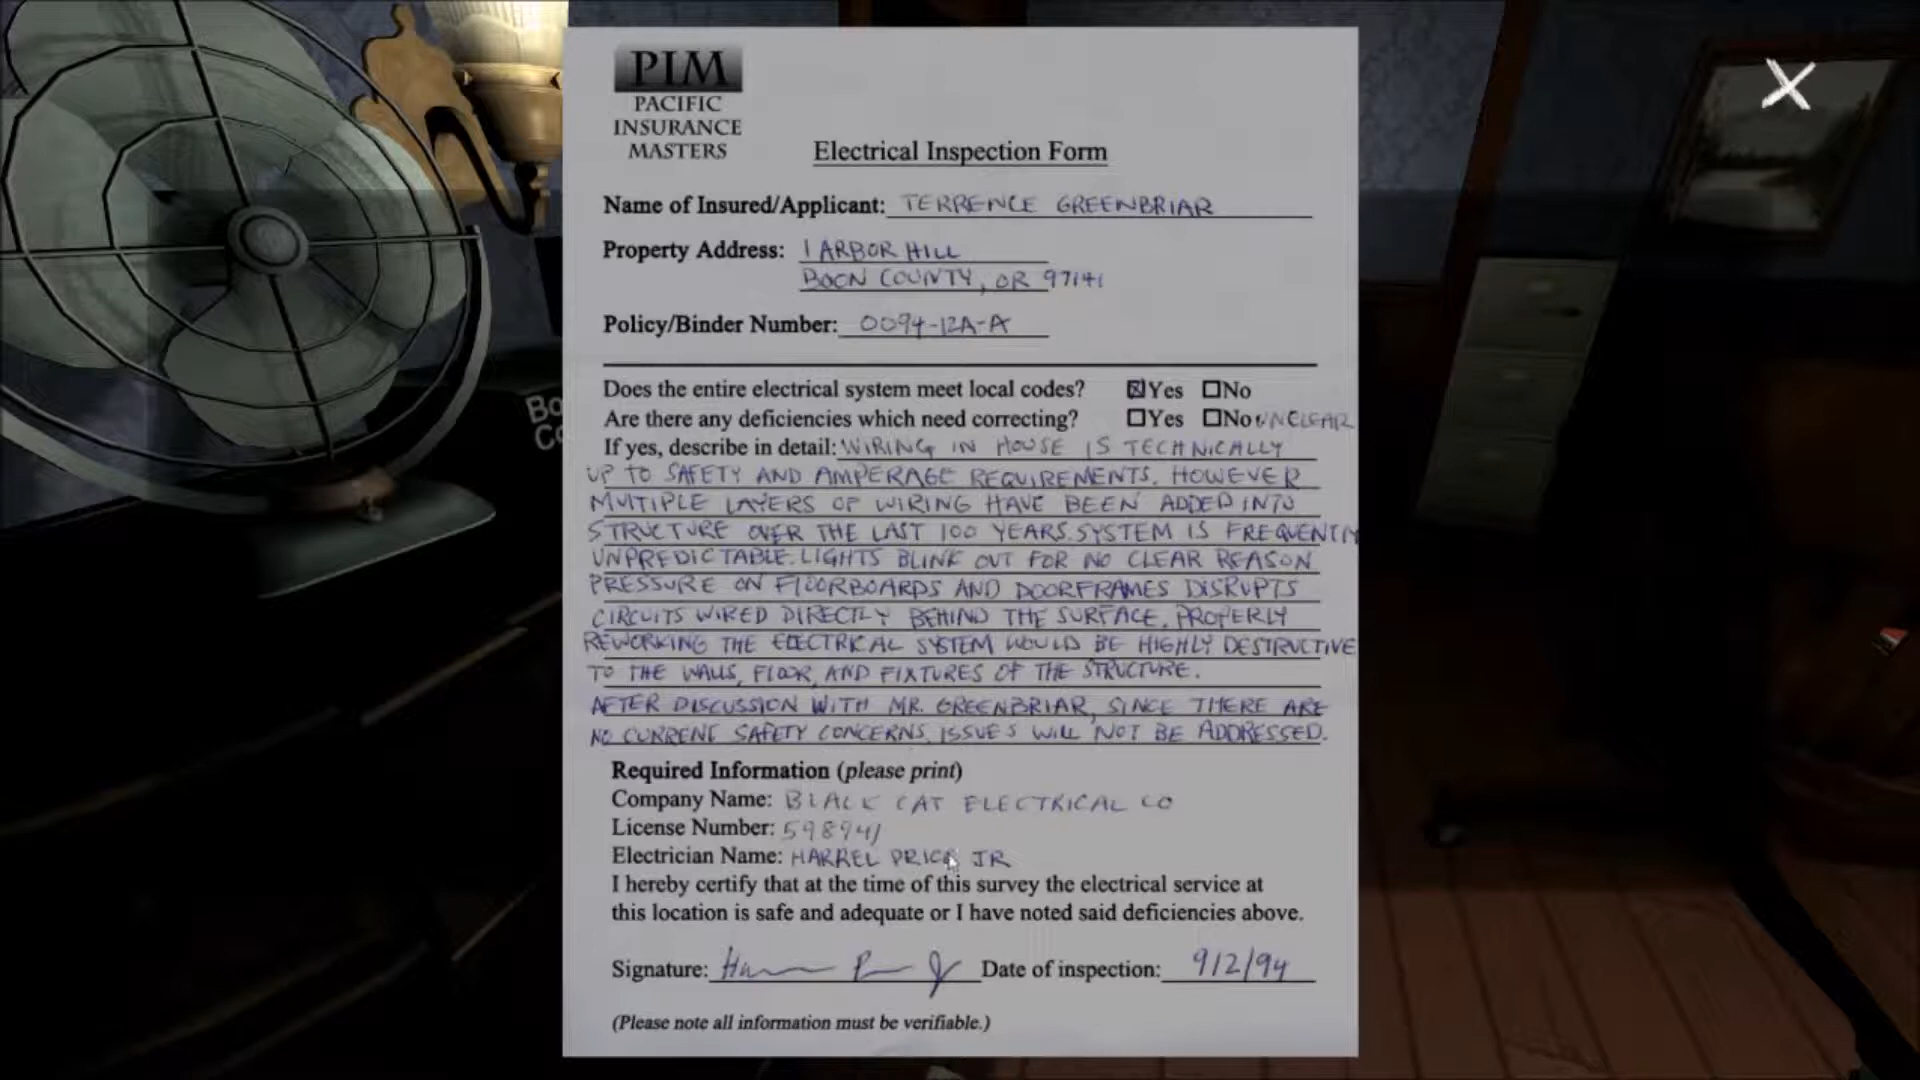 PIM
PACIFIC
INSURANCE
MASTERS
Electrical Inspection Form
Name of Insured/Applicant: TERRENCE GREENBRIAR
Property Address: 1 ARBOR HILL
BOON COUNTY, OR 97141
Policy/Binder Number: 0094-12A-A
Does the entire electrical system meet local codes? ☒Yes ☐No
Are there any deficiencies which need correcting? ☐Yes ☐No UNCLEAR
If yes, describe in detail: WIRING IN HOUSE IS TECHNICALLY
UP TO SAFETY AND AMPERAGE REQUIREMENTS. HOWEVER
MULTIPLE LAYERS OF WIRING HAVE BEEN ADDED INTO
STRUCTURE OVER THE LAST 100 YEARS. SYSTEM IS FREQUENTLY
UNPREDICTABLE. LIGHTS BLINK OUT FOR NO CLEAR REASON
PRESSURE ON FLOORBOARDS AND DOORFRAMES DISRUPTS
CIRCUITS WIRED DIRECTLY BEHIND THE SURFACE. PROPERLY
REWORKING THE ELECTRICAL SYSTEM WOULD BE HIGHLY DESTRUCTIVE
TO THE WALLS, FLOOR, AND FIXTURES OF THE STRUCTURE.
AFTER DISCUSSION WITH MR. GREENBRIAR, SINCE THERE ARE
NO CURRENT SAFETY CONCERNS, ISSUES WILL NOT BE ADDRESSED.
Required Information (please print)
Company Name: BLACK CAT ELECTRICAL CO
License Number: 598941
Electrician Name: HARREL PRICE JR
I hereby certify that at the time of this survey the electrical service at
this location is safe and adequate or I have noted said deficiencies above.
Signature: Date of inspection: 9/2/94
(Please note all information must be verifiable.)
Bo
Co